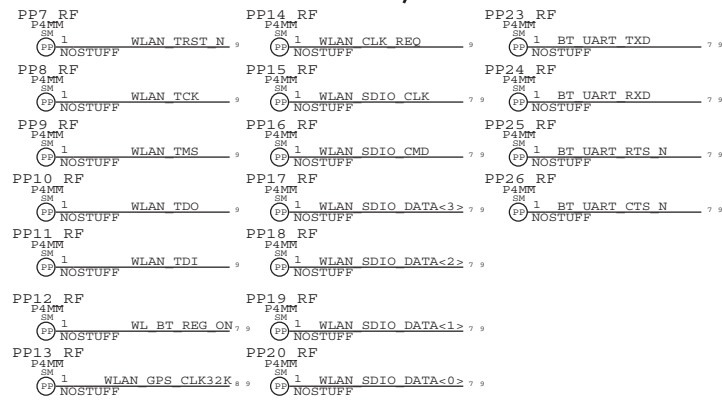 PP7_RF
P4MM
SM
PP 1 WLAN_TRST_N 9
NOSTUFF
PP8_RF
P4MM
SM
PP 1 WLAN_TCK 9
NOSTUFF
PP9_RF
P4MM
SM
PP 1 WLAN_TMS 9
NOSTUFF
PP10_RF
P4MM
SM
PP 1 WLAN_TDO 9
NOSTUFF
PP11_RF
P4MM
SM
PP 1 WLAN_TDI 9
NOSTUFF
PP12_RF
P4MM
SM
PP 1 WL_BT_REG_ON 7 9
NOSTUFF
PP13_RF
P4MM
SM
PP 1 WLAN_GPS_CLK32K 8 9
NOSTUFF
PP14_RF
P4MM
SM
PP 1 WLAN_CLK_REQ 9
NOSTUFF
PP15_RF
P4MM
SM
PP 1 WLAN_SDIO_CLK 7 9
NOSTUFF
PP16_RF
P4MM
SM
PP 1 WLAN_SDIO_CMD 7 9
NOSTUFF
PP17_RF
P4MM
SM
PP 1 WLAN_SDIO_DATA<3> 7 9
NOSTUFF
PP18_RF
P4MM
SM
PP 1 WLAN_SDIO_DATA<2> 7 9
NOSTUFF
PP19_RF
P4MM
SM
PP 1 WLAN_SDIO_DATA<1> 7 9
NOSTUFF
PP20_RF
P4MM
SM
PP 1 WLAN_SDIO_DATA<0> 7 9
NOSTUFF
PP23_RF
P4MM
SM
PP 1 BT_UART_TXD 7 9
NOSTUFF
PP24_RF
P4MM
SM
PP 1 BT_UART_RXD 7 9
NOSTUFF
PP25_RF
P4MM
SM
PP 1 BT_UART_RTS_N 7 9
NOSTUFF
PP26_RF
P4MM
SM
PP 1 BT_UART_CTS_N 7 9
NOSTUFF